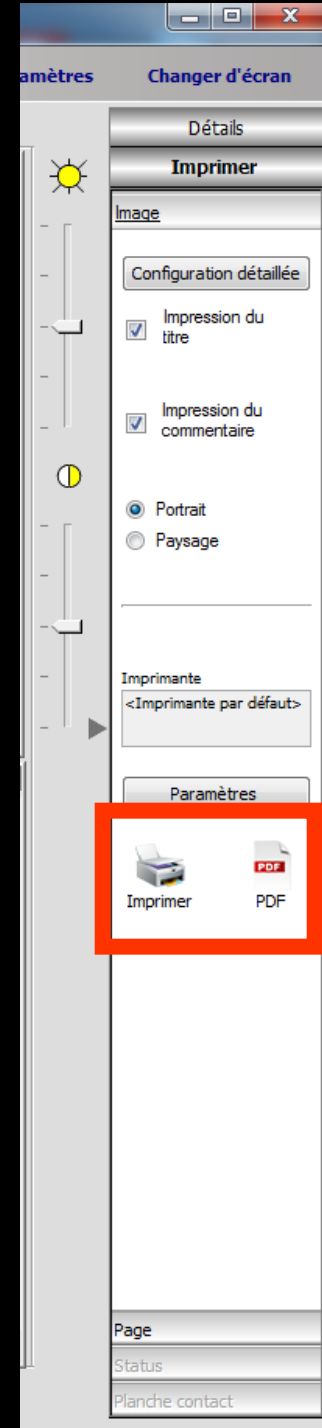 amètres Changer d'écran
Détails
Imprimer
Image
Configuration détaillée
Impression du
titre
Impression du
commentaire
Portrait
Paysage
Imprimante
<Imprimante par défaut>
Paramètres
PDF
Imprimer PDF
Page
Status
Planche contact